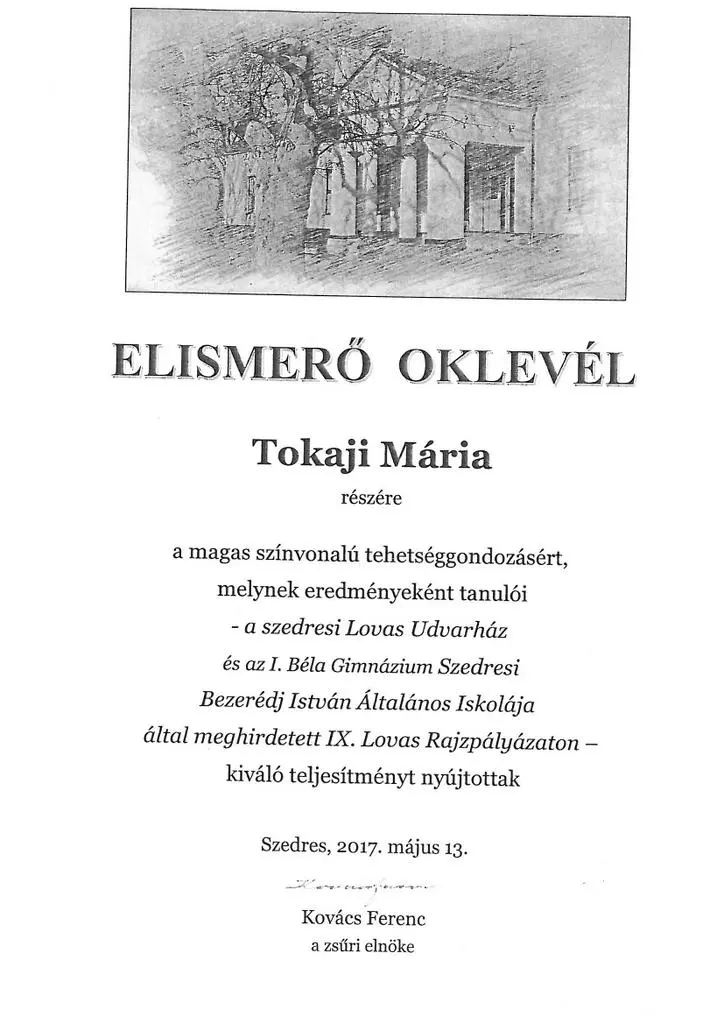 ELISMERŐ OKLEVÉL
Tokaji Mária
részére
a magas színvonalú tehetséggondozásért,
melynek eredményeként tanulói
- a szedresi Lovas Udvarház
és az I. Béla Gimnázium Szedresi
Bezerédj István Általános Iskolája
által meghirdetett IX. Lovas Rajzpályázaton –
kiváló teljesítményt nyújtottak
Szedres, 2017. május 13.
Kovács Ferenc
a zsűri elnöke